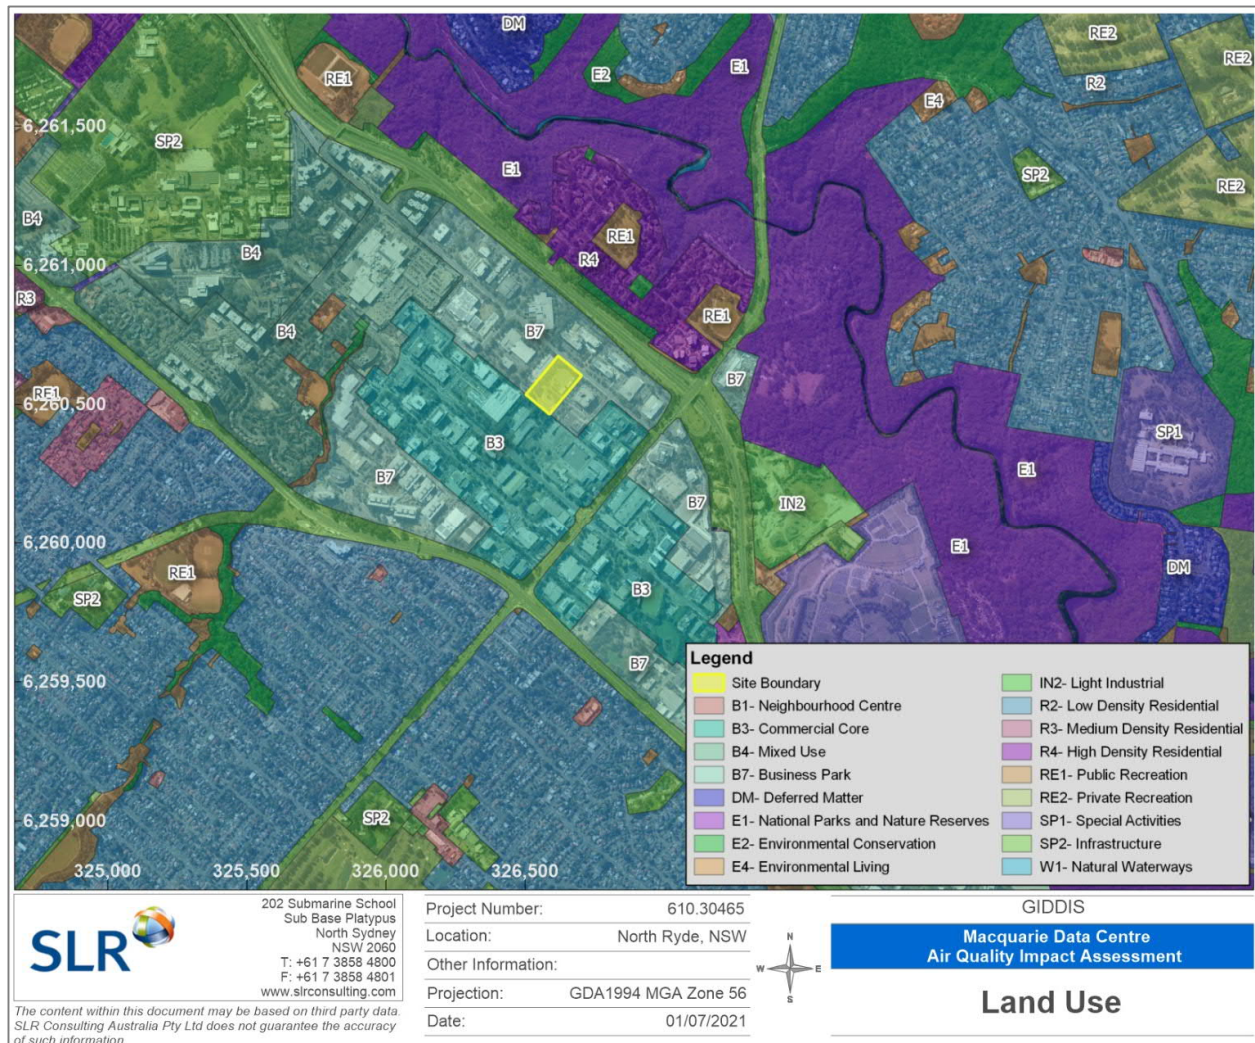 DM
RE2
RE1
E2
E1
RE2
R2
E4
6,261,500
SP2
E1
SP2
RE2
B4
B4
RE1
R4
6,261,000
R3
RE1
B4
B7
B7
RE1
6,260,500
B3
SP1
B7
E1
B7
IN2
6,260,000
E1
RE1
DM
SP2
B3
B7
6,259,500
SP2
6,259,000
325,000
325,500
326,000
326,500
Legend
Site Boundary
B1- Neighbourhood Centre
B3- Commercial Core
B4- Mixed Use
B7- Business Park
DM- Deferred Matter
E1- National Parks and Nature Reserves
E2- Environmental Conservation
E4- Environmental Living
IN2- Light Industrial
R2- Low Density Residential
R3- Medium Density Residential
R4- High Density Residential
RE1- Public Recreation
RE2- Private Recreation
SP1- Special Activities
SP2- Infrastructure
W1- Natural Waterways
SLR
202 Submarine School
Sub Base Platypus
North Sydney
NSW 2060
T: +61 7 3858 4800
F: +61 7 3858 4801
www.slrconsulting.com
The content within this document may be based on third party data.
SLR Consulting Australia Pty Ltd does not guarantee the accuracy
of such information.
Project Number: 610.30465
Location: North Ryde, NSW
Other Information:
Projection: GDA1994 MGA Zone 56
Date: 01/07/2021
N
W E
S
GIDDIS
Macquarie Data Centre
Air Quality Impact Assessment
Land Use